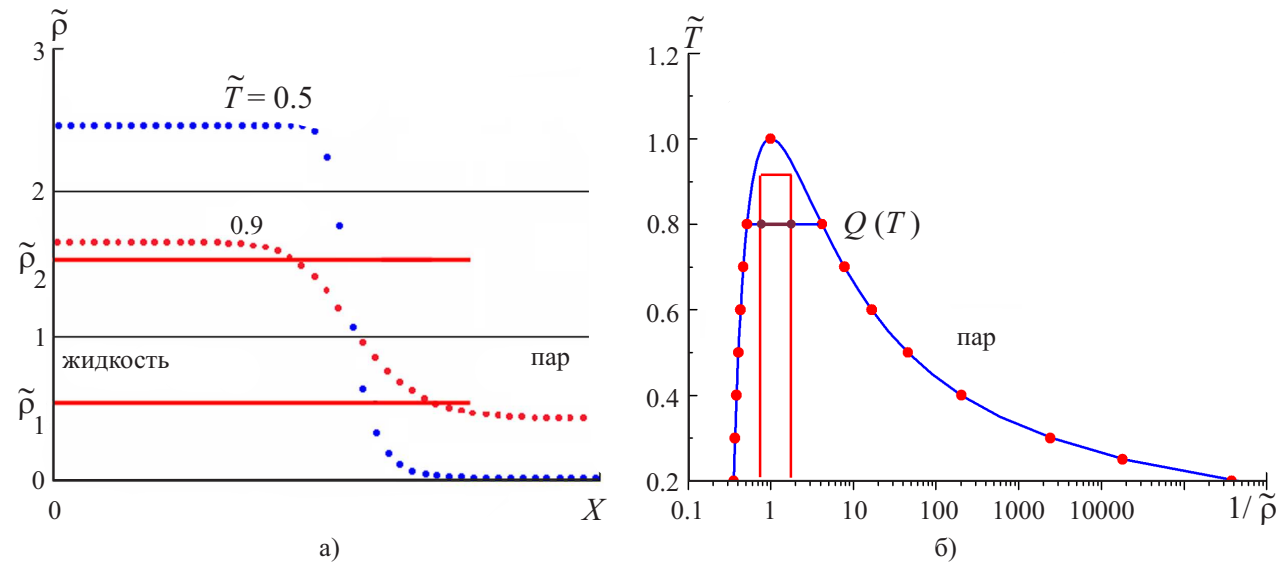 ρ̃
3
T̃ = 0.5
2
0.9
ρ̃2
1
жидкость
пар
ρ̃1
0
0
X
а)
T̃
1.2
1.0
0.8
Q (T)
0.6
пар
0.4
0.2
0.1 1 10 100 1000 10000 1/ ρ̃
б)